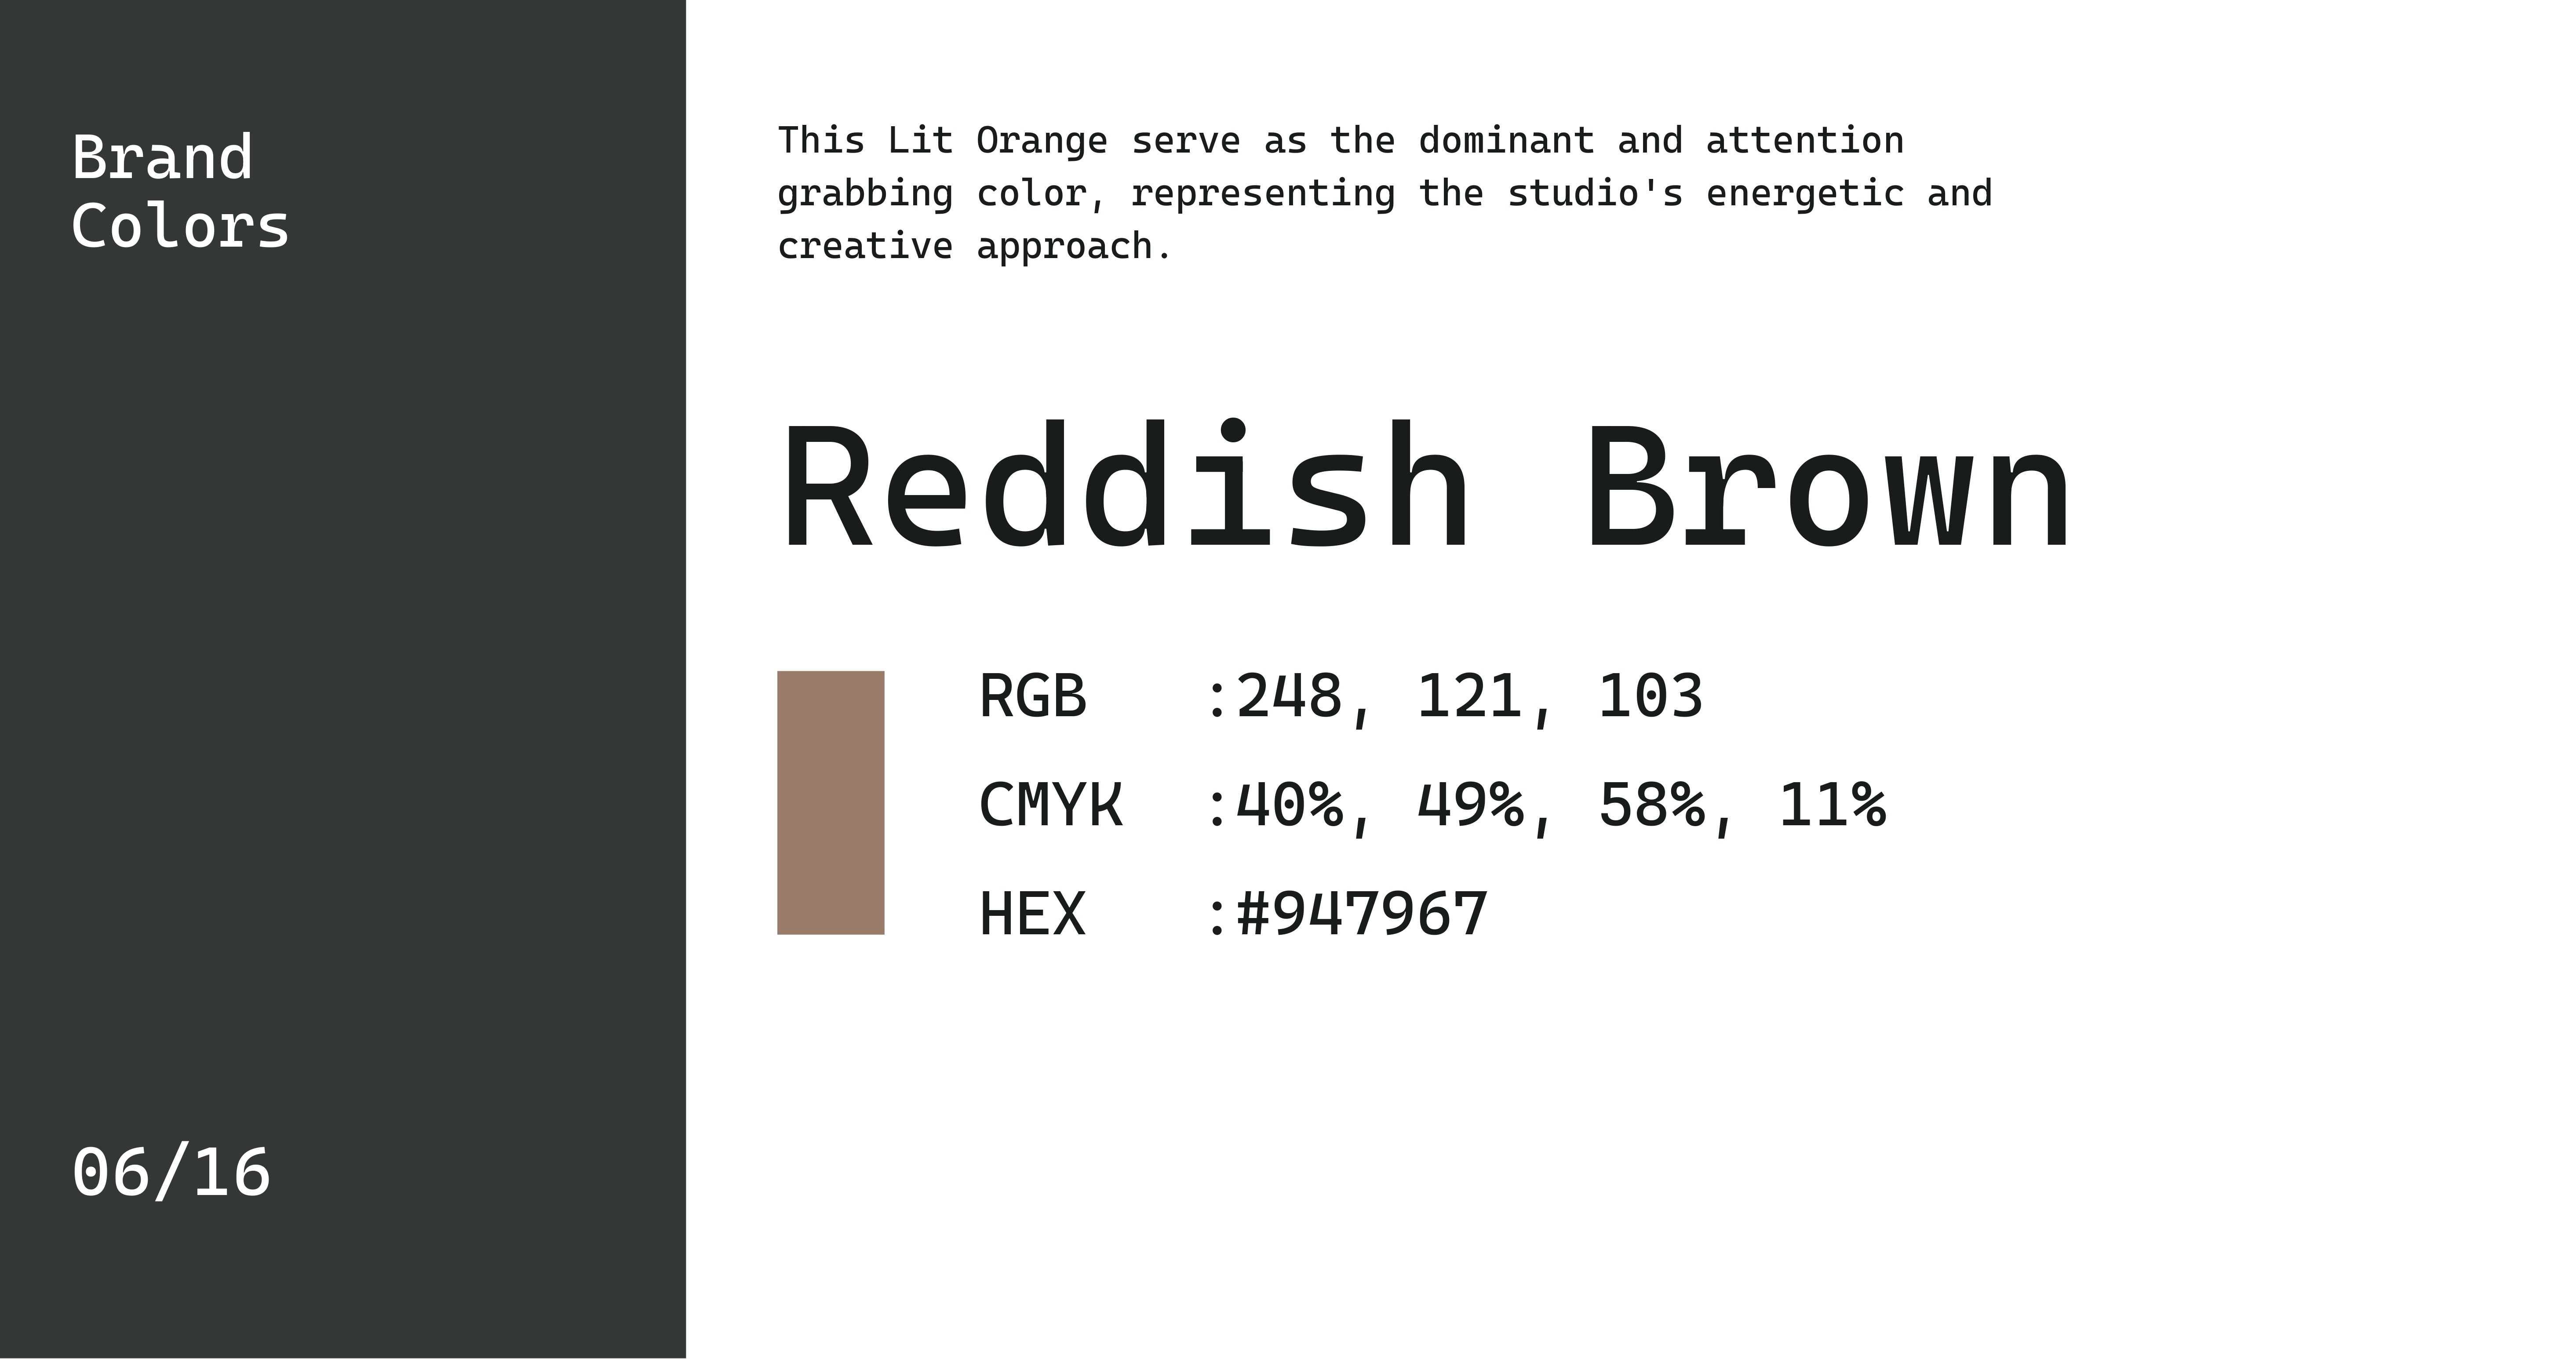 Brand
Colors
This Lit Orange serve as the dominant and attention
grabbing color, representing the studio's energetic and
creative approach.
Reddish Brown
RGB :248, 121, 103
CMYK :40%, 49%, 58%, 11%
HEX :#947967
06/16